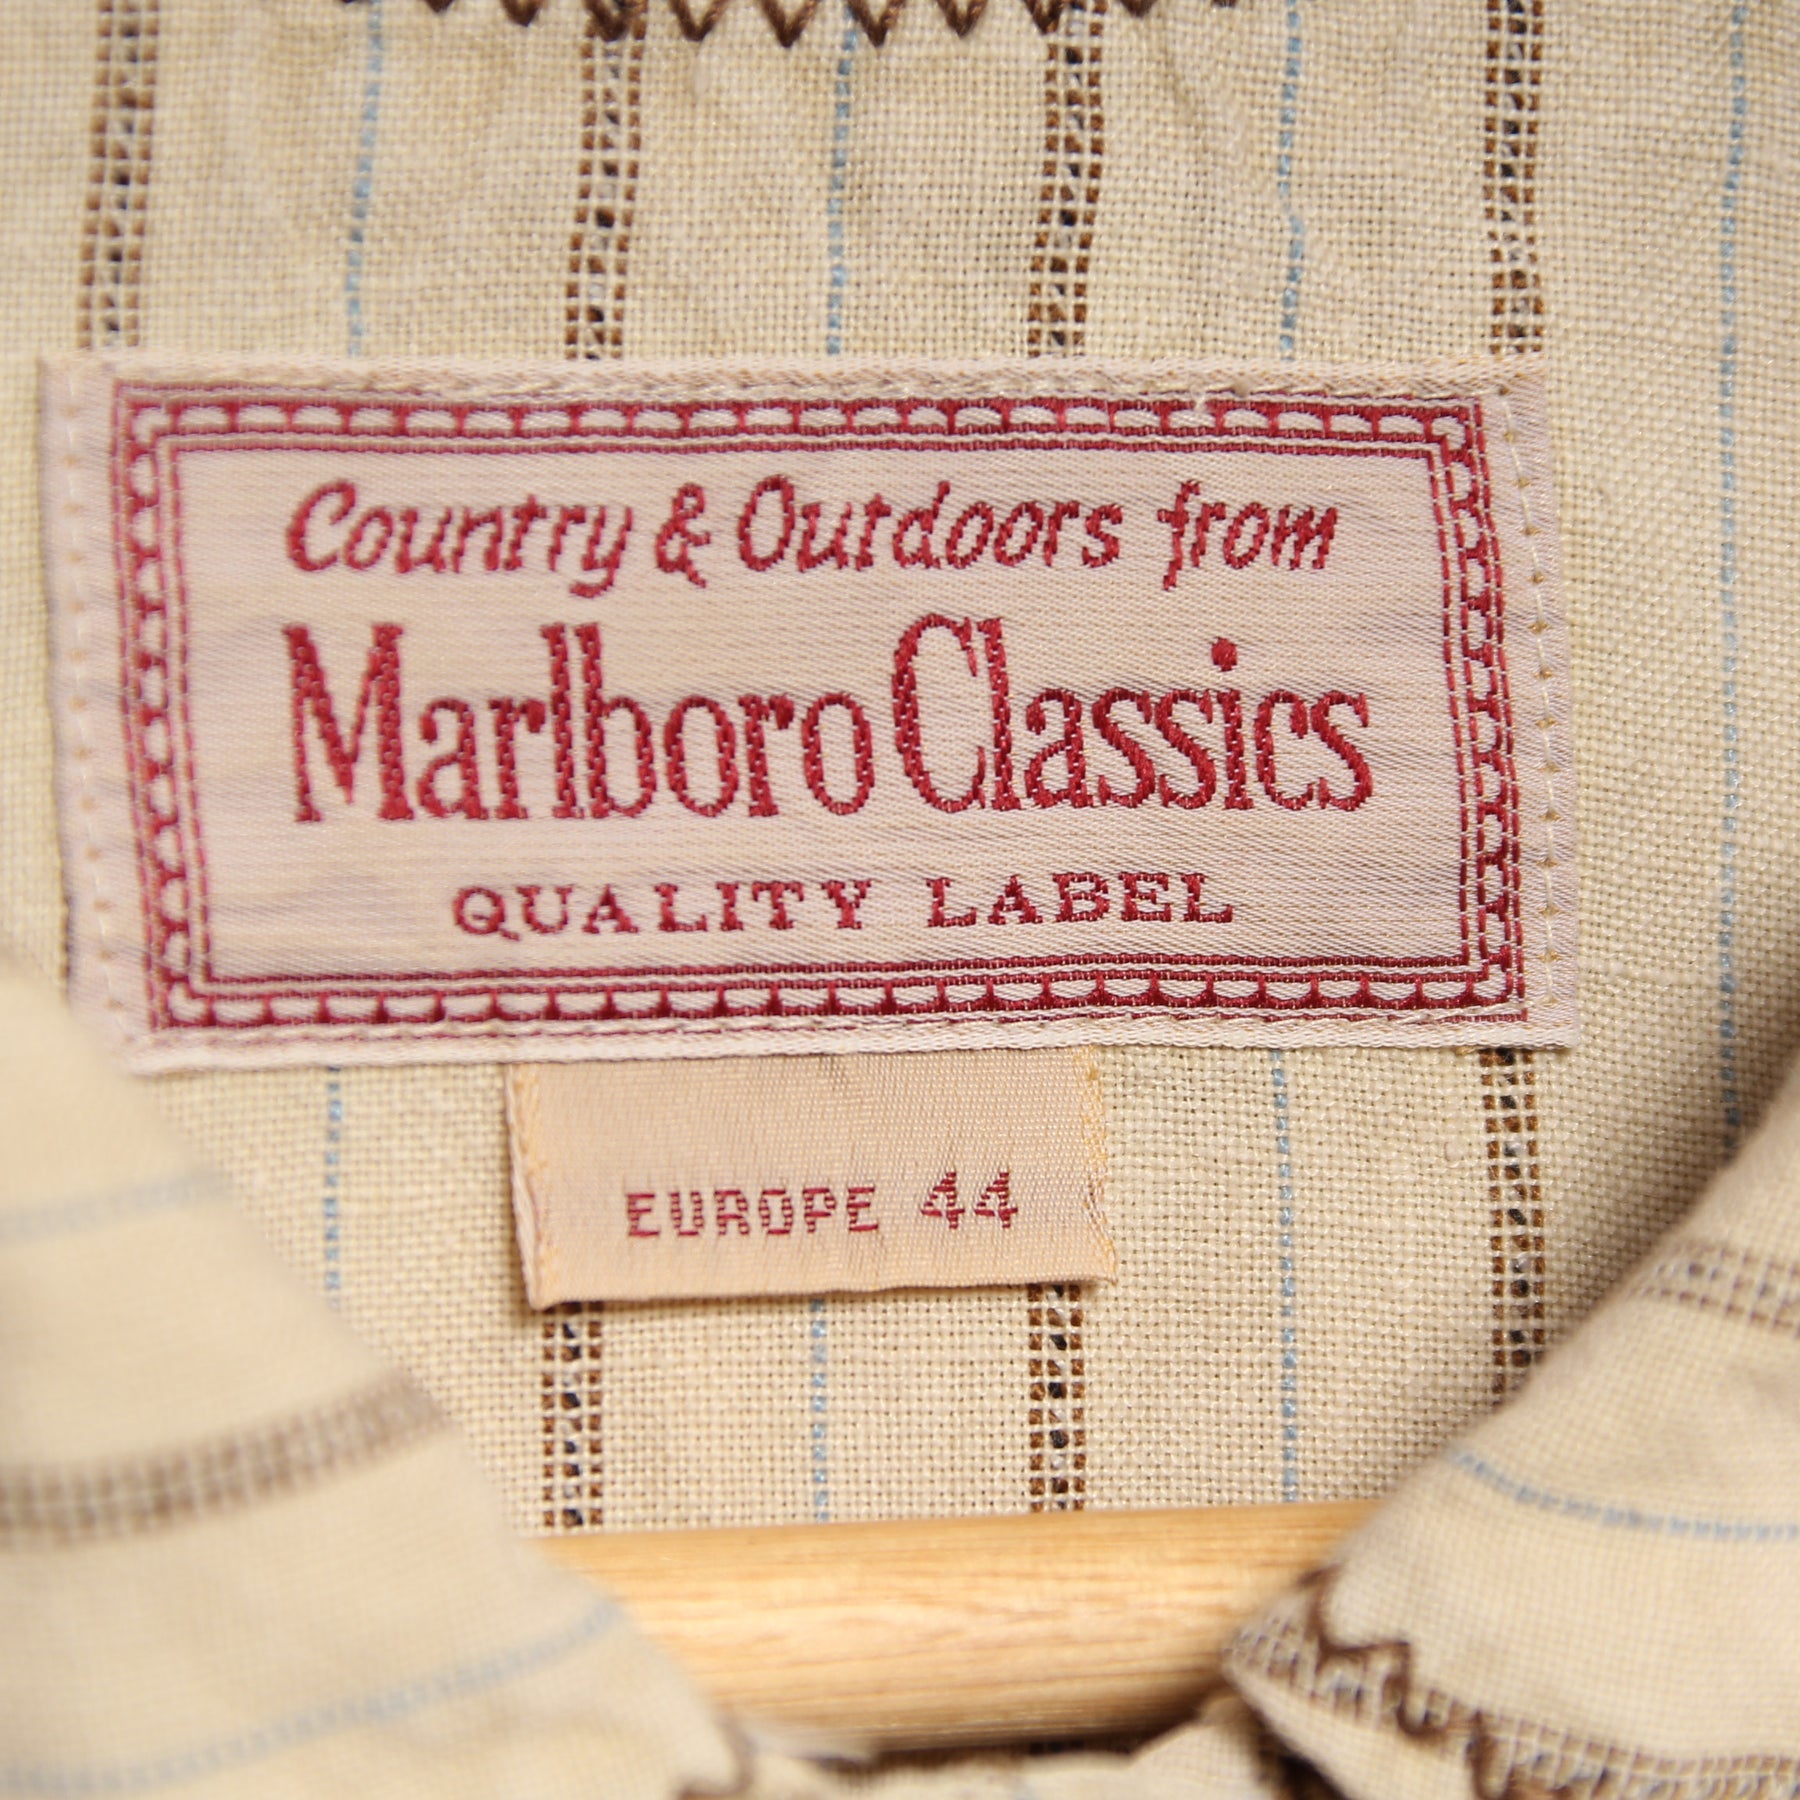 Country & Outdoors from
Marlboro Classics
QUALITY LABEL
EUROPE 44